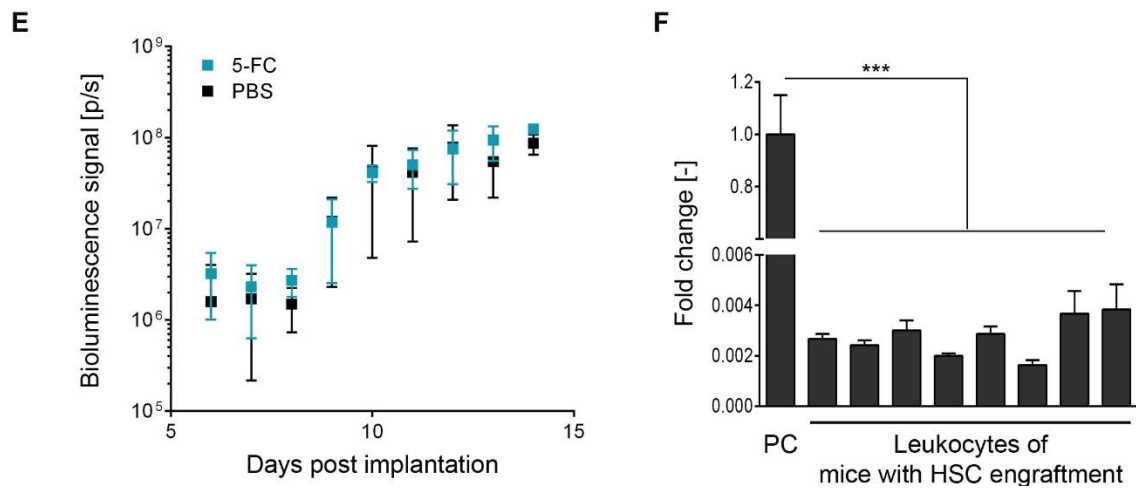 E
Bioluminescence signal [p/s]
10⁹
10⁸
10⁷
10⁶
10⁵
5-FC
PBS
5
10
15
Days post implantation
F
Fold change [-]
1.2
1.0
0.8
0.006
0.004
0.002
0.000
***
PC
Leukocytes of
mice with HSC engraftment